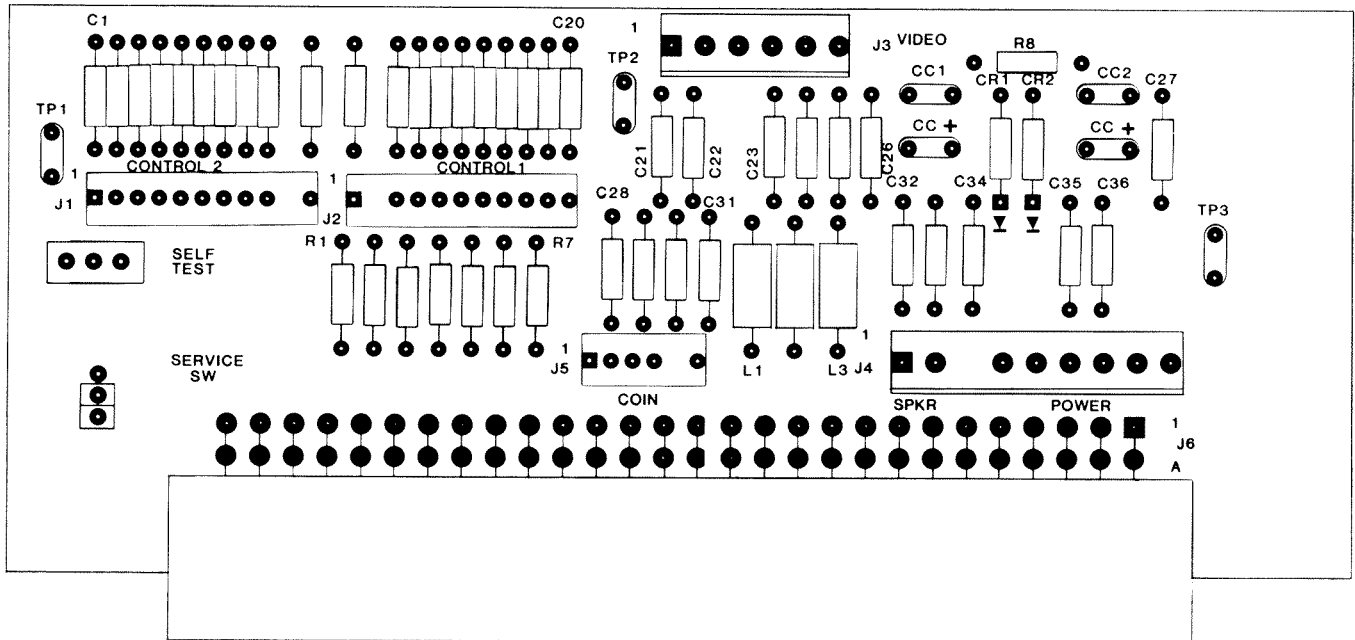 C1
C20
1
J3 VIDEO
R8
TP2
CC1
CR1
CR2
CC2
C27
TP1
CC +
CC +
C21
C22
C23
C26
1
CONTROL 2
1
CONTROL 1
J1
J2
C28
C31
C32
C34
C35
C36
TP3
R1
R7
SELF
TEST
1
J5
L1
L3
1
J4
SERVICE
SW
COIN
SPKR
POWER
1
J6
A